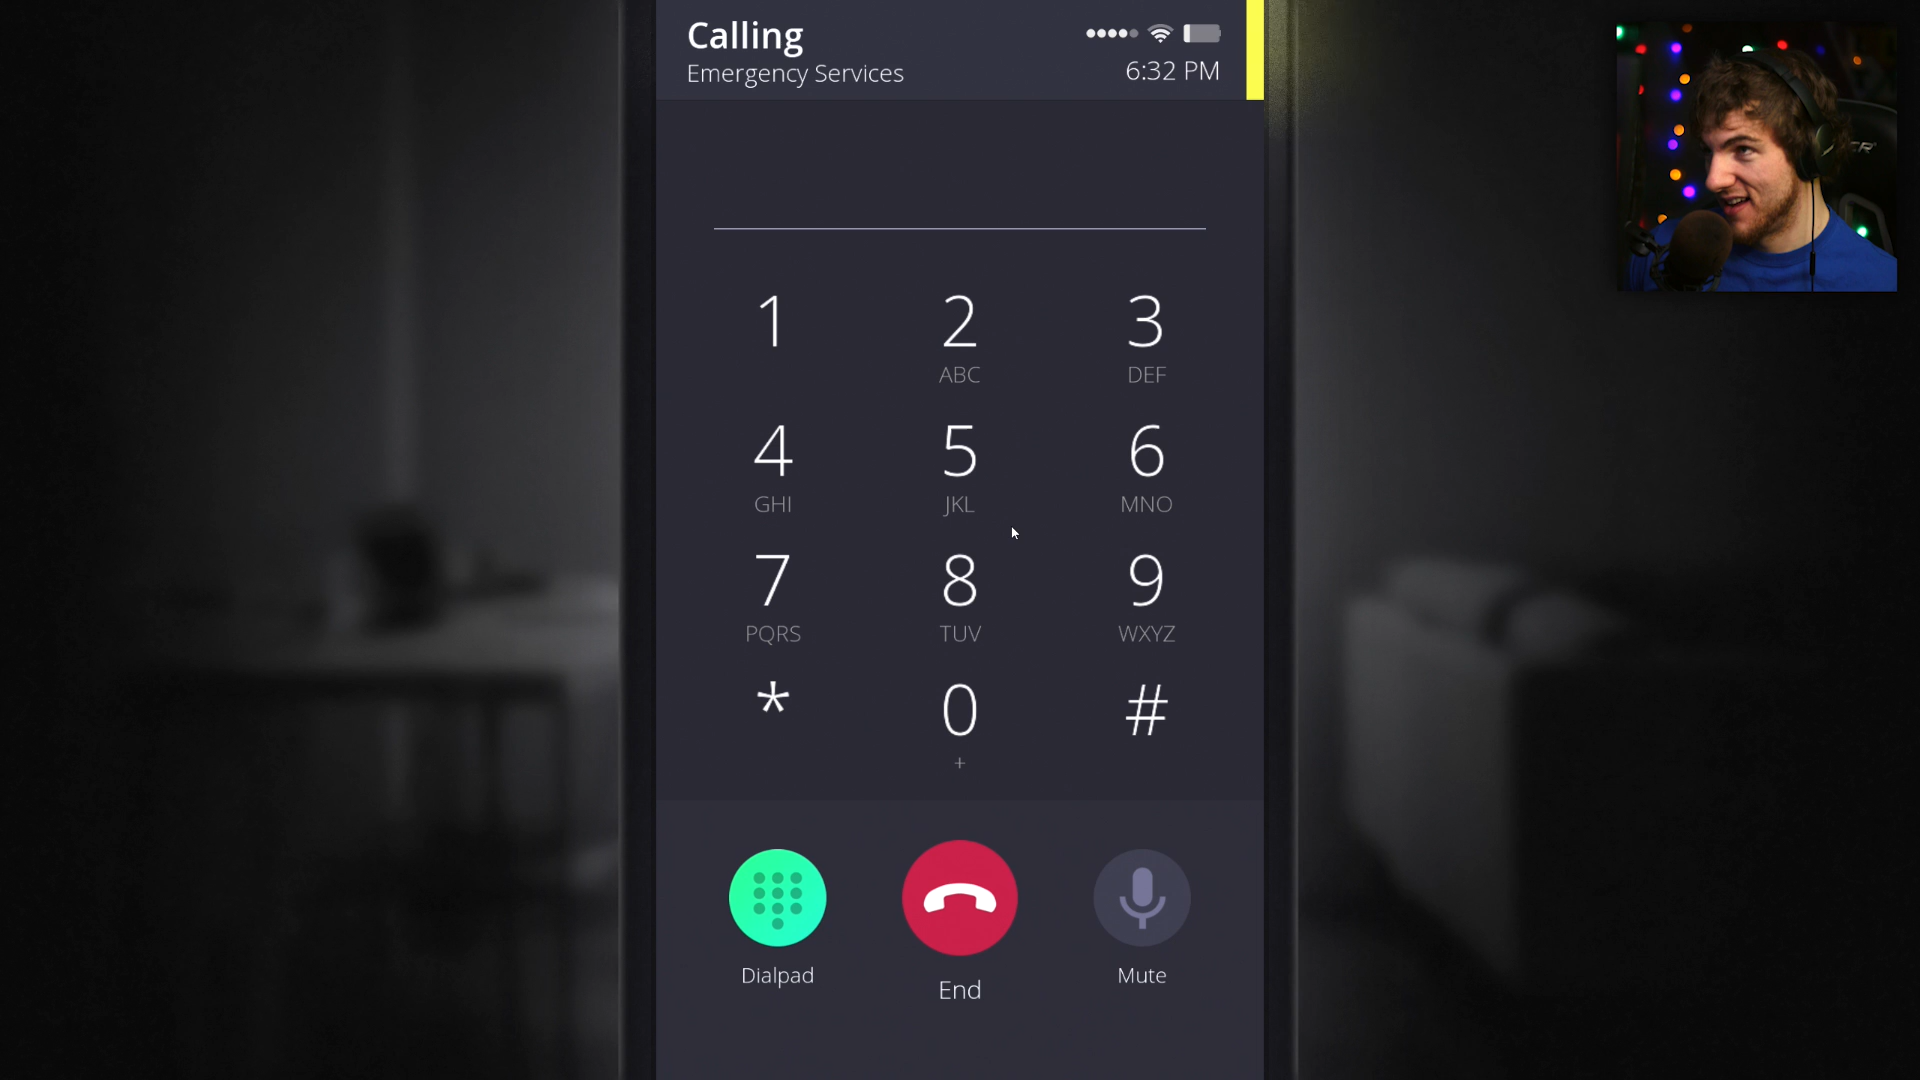 Calling
Emergency Services
6:32 PM
1
2
3
ABC
DEF
4
5
6
GHI
JKL
MNO
7
8
9
PQRS
TUV
WXYZ
*
0
#
+
Dialpad
End
Mute